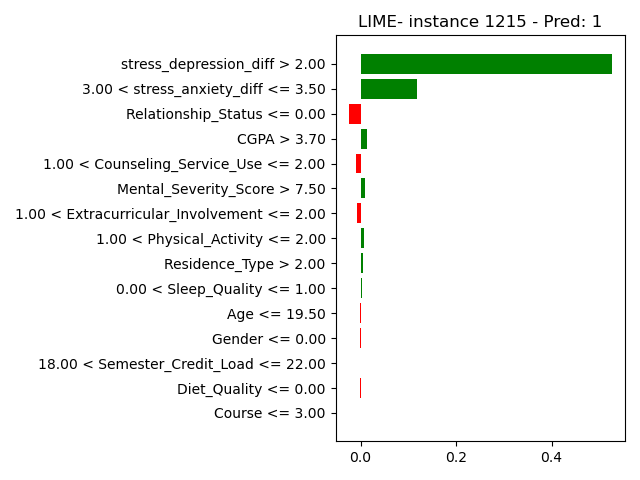 LIME- instance 1215 - Pred: 1
stress_depression_diff > 2.00
3.00 < stress_anxiety_diff <= 3.50
Relationship_Status <= 0.00
CGPA > 3.70
1.00 < Counseling_Service_Use <= 2.00
Mental_Severity_Score > 7.50
1.00 < Extracurricular_Involvement <= 2.00
1.00 < Physical_Activity <= 2.00
Residence_Type > 2.00
0.00 < Sleep_Quality <= 1.00
Age <= 19.50
Gender <= 0.00
18.00 < Semester_Credit_Load <= 22.00
Diet_Quality <= 0.00
Course <= 3.00
0.0 0.2 0.4